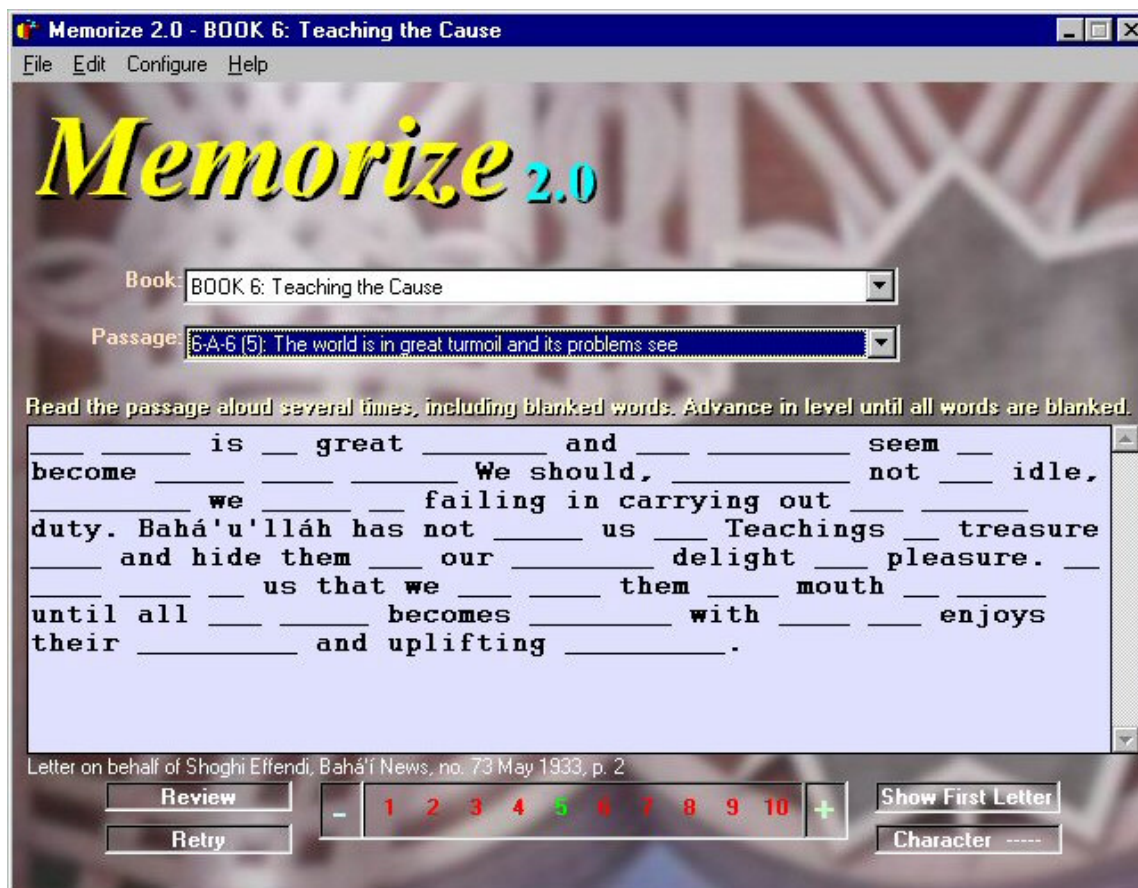 Memorize 2.0 - BOOK 6: Teaching the Cause
File Edit Configure Help
Memorize 2.0
Book: BOOK 6: Teaching the Cause
Passage: 6-A-6 (5): The world is in great turmoil and its problems see
Read the passage aloud several times, including blanked words. Advance in level until all words are blanked.
___ _____ is __ great _______ and ___ ________ seem __
become _____ ____ ______ We should, __________ not ___ idle,
_________ we _____ __ failing in carrying out ___ ______
duty. Bahá'u'lláh has not _____ us ___ Teachings __ treasure
____ and hide them ___ our ________ delight ___ pleasure. __
____ ____ __ us that we ___ ____ them ____ mouth __ _____
until all ___ _____ becomes ________ with ____ ___ enjoys
their _________ and uplifting _________.
Letter on behalf of Shoghi Effendi, Bahá'í News, no. 73 May 1933, p. 2
Review
- 1 2 3 4 5 6 7 8 9 10 +
Show First Letter
Retry
Character -----